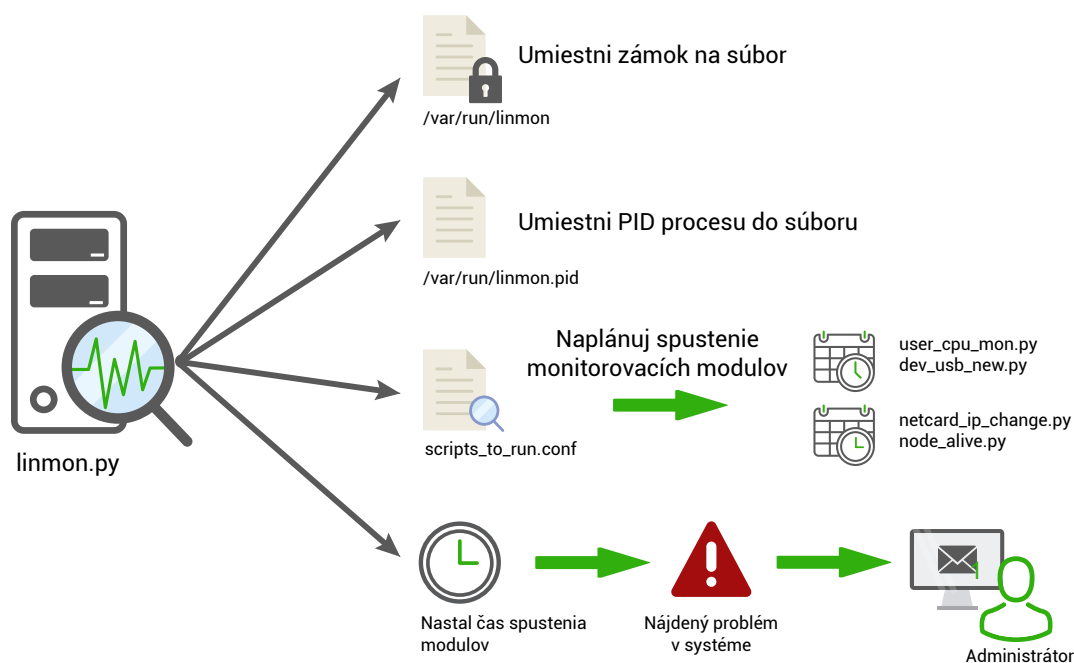 Umiestni zámok na súbor
/var/run/linmon
Umiestni PID procesu do súboru
/var/run/linmon.pid
linmon.py
scripts_to_run.conf
Naplánuj spustenie
monitorovacích modulov
user_cpu_mon.py
dev_usb_new.py
netcard_ip_change.py
node_alive.py
Nastal čas spustenia
modulov
Nájdený problém
v systéme
Administrátor